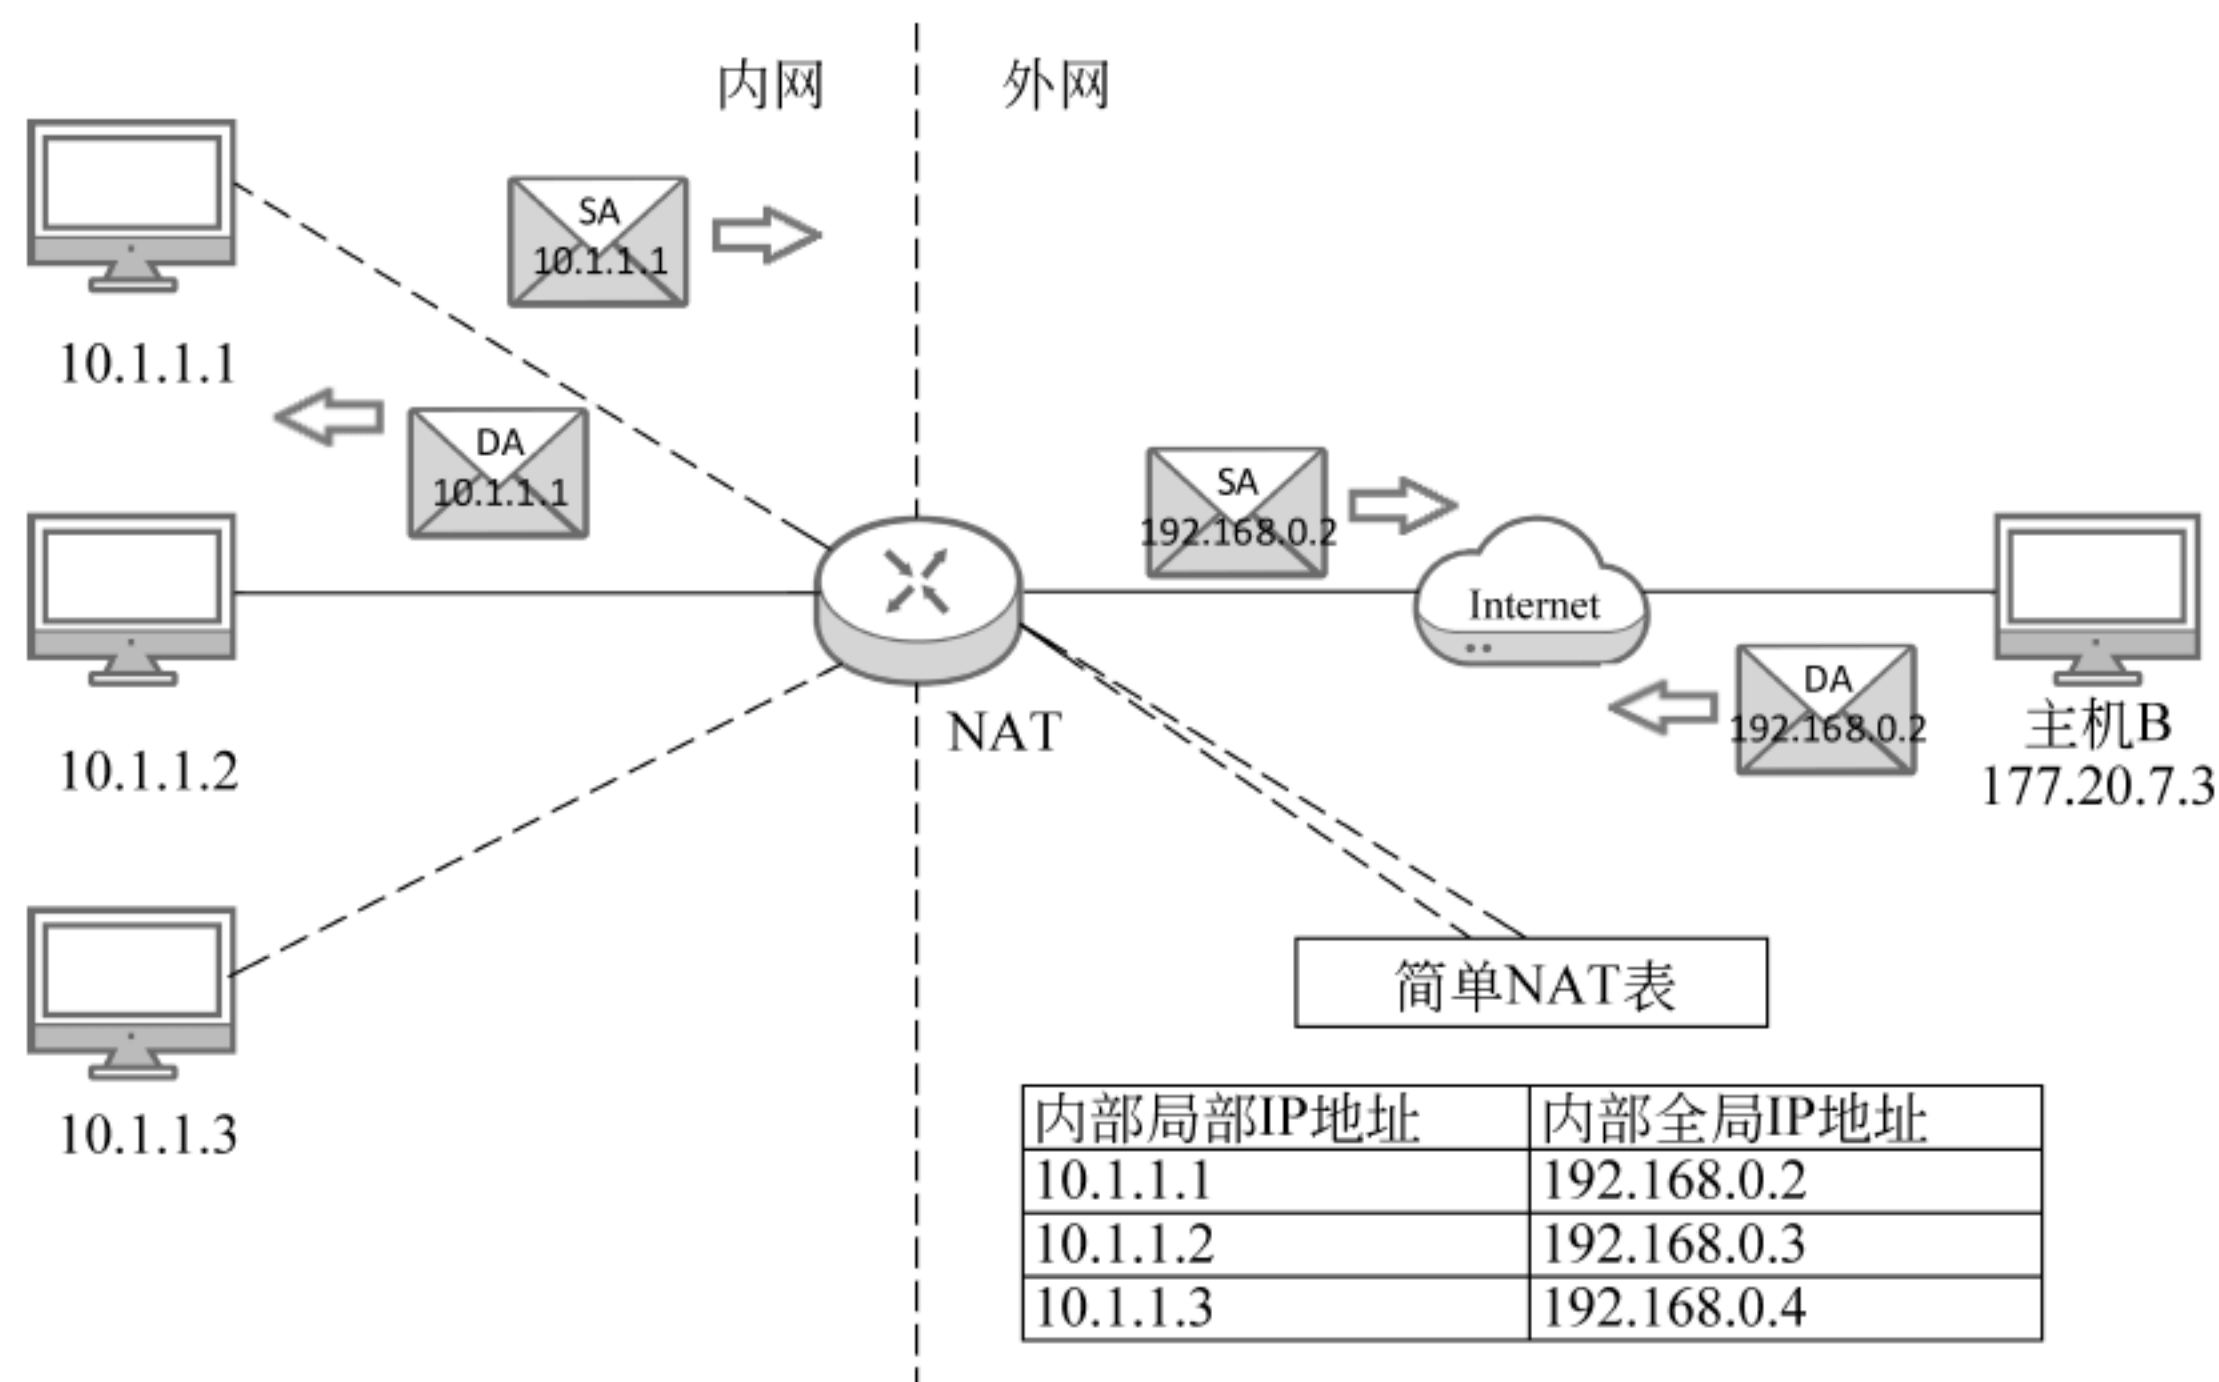 内网
外网
SA
10.1.1.1
10.1.1.1
DA
10.1.1.1
SA
192.168.0.2
Internet
DA
192.168.0.2
主机B
177.20.7.3
NAT
10.1.1.2
10.1.1.3
简单NAT表
内部局部IP地址 内部全局IP地址
10.1.1.1 192.168.0.2
10.1.1.2 192.168.0.3
10.1.1.3 192.168.0.4